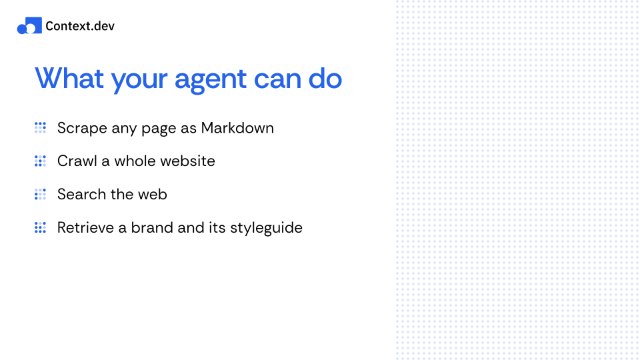 Context.dev
What your agent can do
Scrape any page as Markdown
Crawl a whole website
Search the web
Retrieve a brand and its styleguide